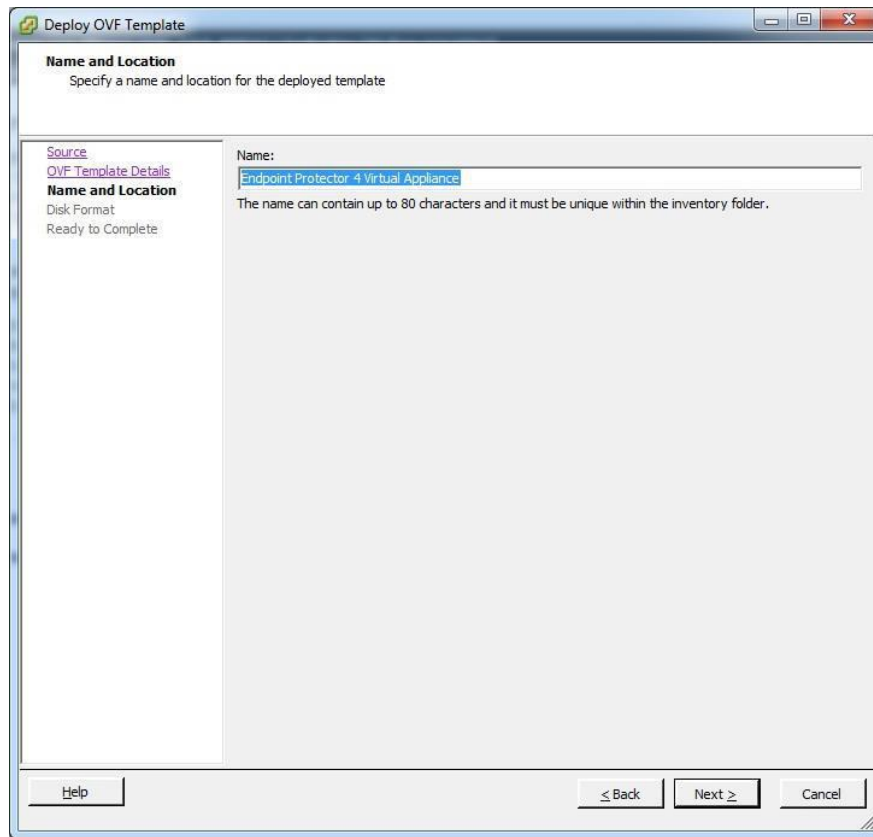 Deploy OVF Template
Name and Location
Specify a name and location for the deployed template
Source
OVF Template Details
Name and Location
Disk Format
Ready to Complete
Name:
Endpoint Protector 4 Virtual Appliance
The name can contain up to 80 characters and it must be unique within the inventory folder.
Help
< Back
Next >
Cancel